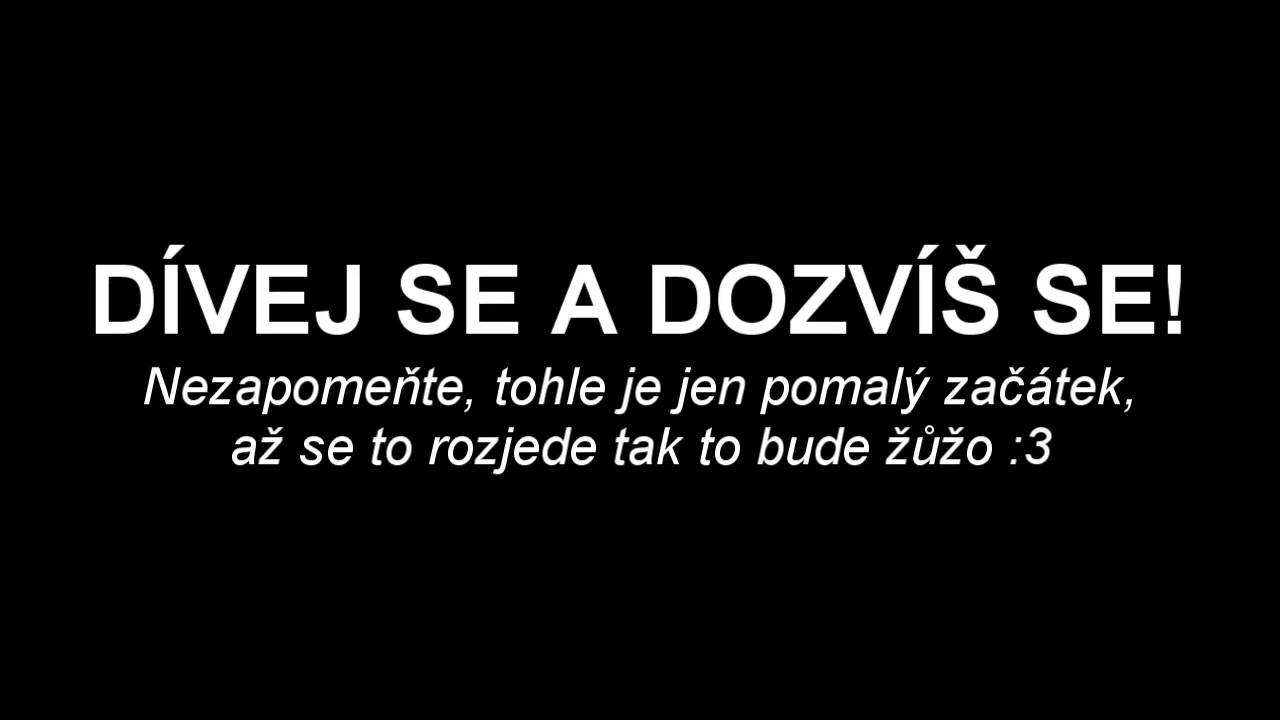 DÍVEJ SE A DOZVÍŠ SE!
Nezapomeňte, tohle je jen pomalý začátek,
až se to rozjede tak to bude žůžo :3